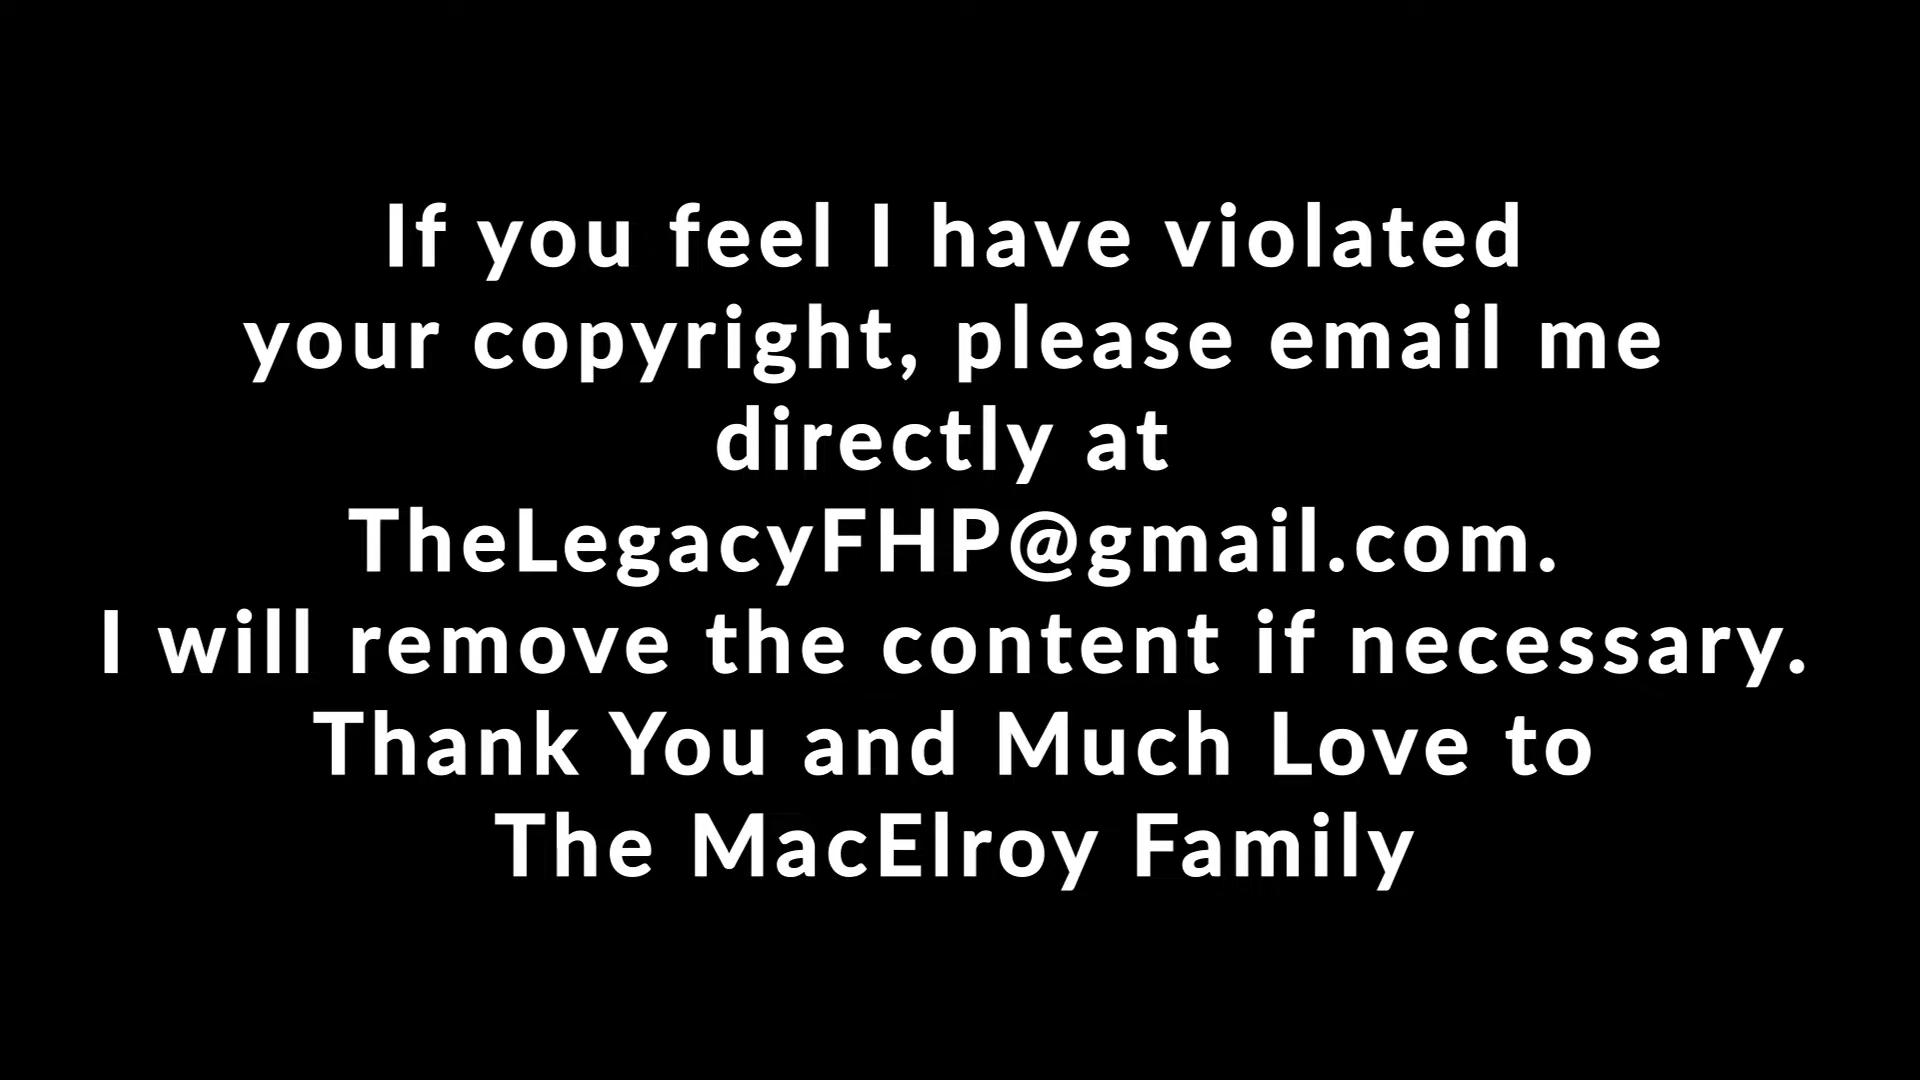 If you feel I have violated
your copyright, please email me
directly at
TheLegacyFHP@gmail.com.
I will remove the content if necessary.
Thank You and Much Love to
The MacElroy Family